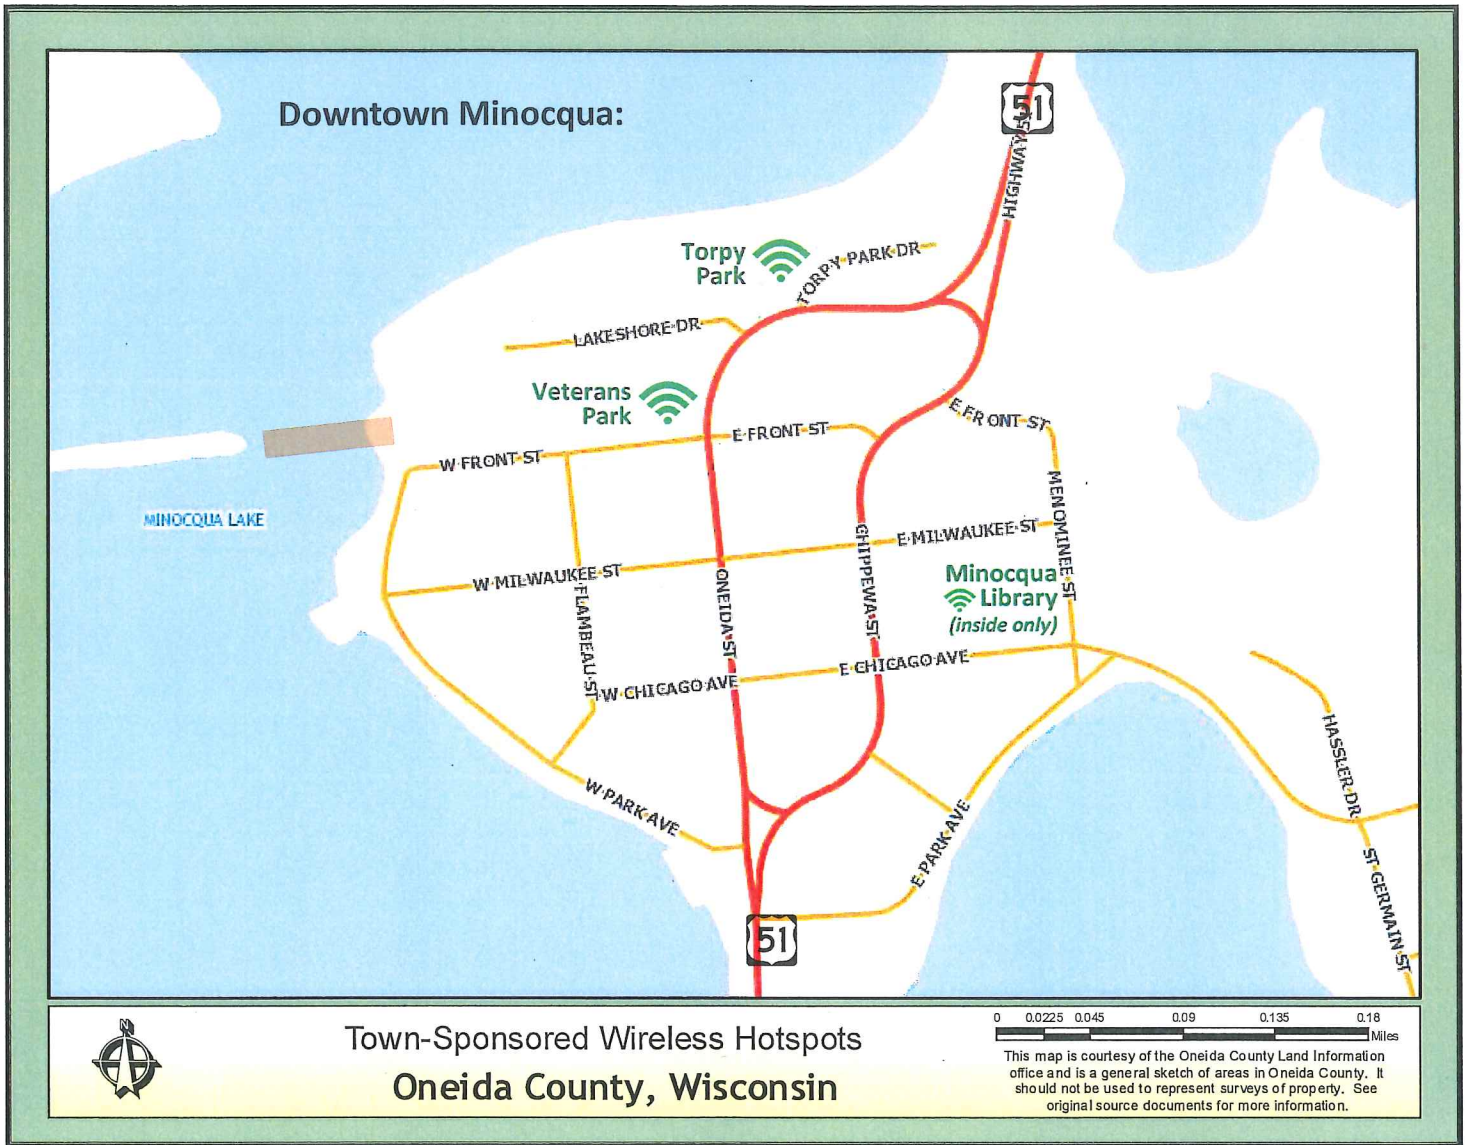 Downtown Minocqua:
51
HIGHWAY 51
Torpy
Park
TORPY PARK DR
LAKESHORE DR
Veterans
Park
E FRONT ST
E FRONT ST
W FRONT ST
MINOCQUA LAKE
MENOMINEE ST
E MILWAUKEE ST
CHIPPEWA ST
W MILWAUKEE ST
ONEIDA ST
FLAMBEAU ST
Minocqua
Library
(inside only)
E CHICAGO AVE
W CHICAGO AVE
HASSLER DR
W PARK AVE
E PARK AVE
ST GERMAIN ST
51
N
Town-Sponsored Wireless Hotspots
Oneida County, Wisconsin
0 0.0225 0.045 0.09 0.135 0.18
Miles
This map is courtesy of the Oneida County Land Information
office and is a general sketch of areas in Oneida County. It
should not be used to represent surveys of property. See
original source documents for more information.